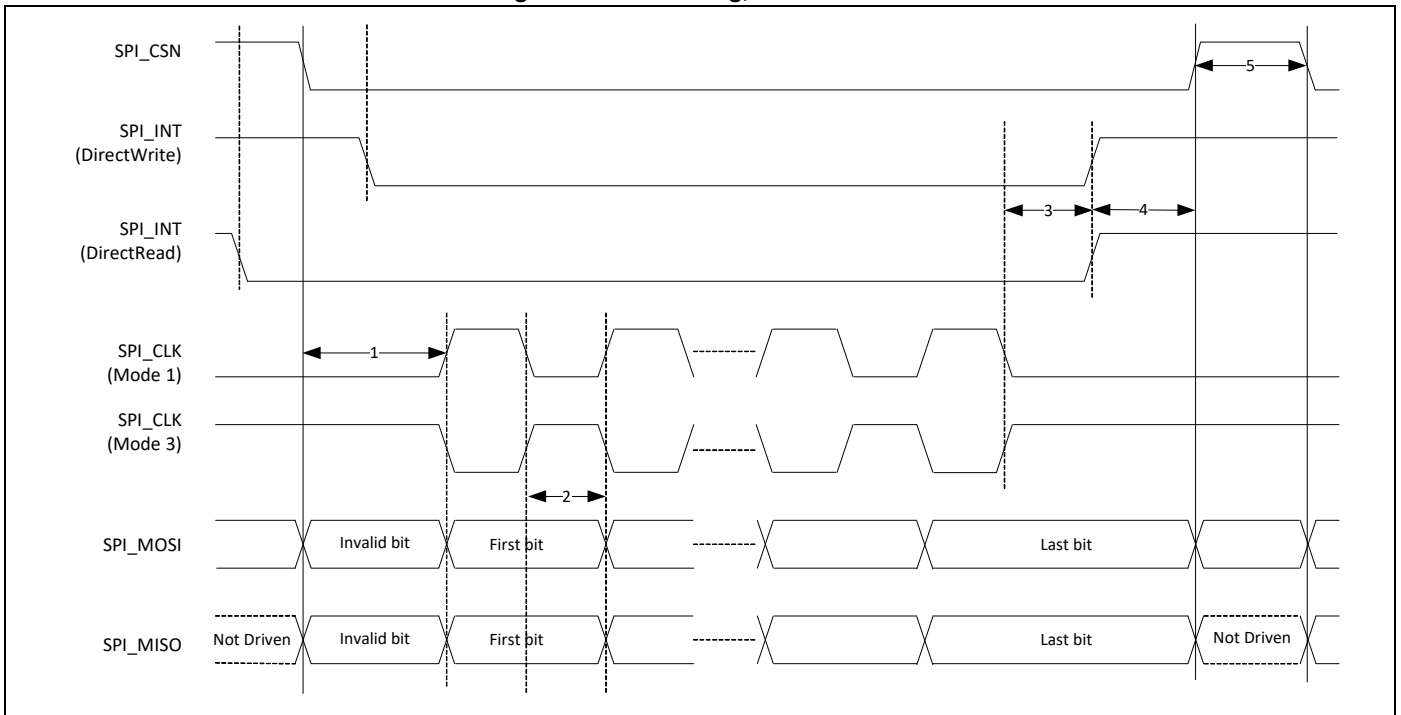 SPI_CSN
5
SPI_INT
(DirectWrite)
3
4
SPI_INT
(DirectRead)
SPI_CLK
(Mode 1)
1
SPI_CLK
(Mode 3)
2
SPI_MOSI
Invalid bit
First bit
Last bit
SPI_MISO
Not Driven
Invalid bit
First bit
Last bit
Not Driven